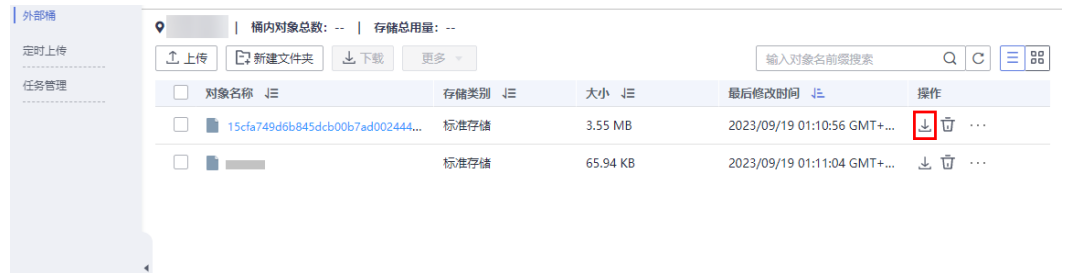 外部桶
定时上传
任务管理
| 桶内对象总数: -- | 存储总用量: --
上传 新建文件夹 下载 更多 输入对象名前缀搜索
对象名称 存储类别 大小 最后修改时间 操作
15cfa749d6b845dcb00b7ad002444... 标准存储 3.55 MB 2023/09/19 01:10:56 GMT+... ...
标准存储 65.94 KB 2023/09/19 01:11:04 GMT+... ...